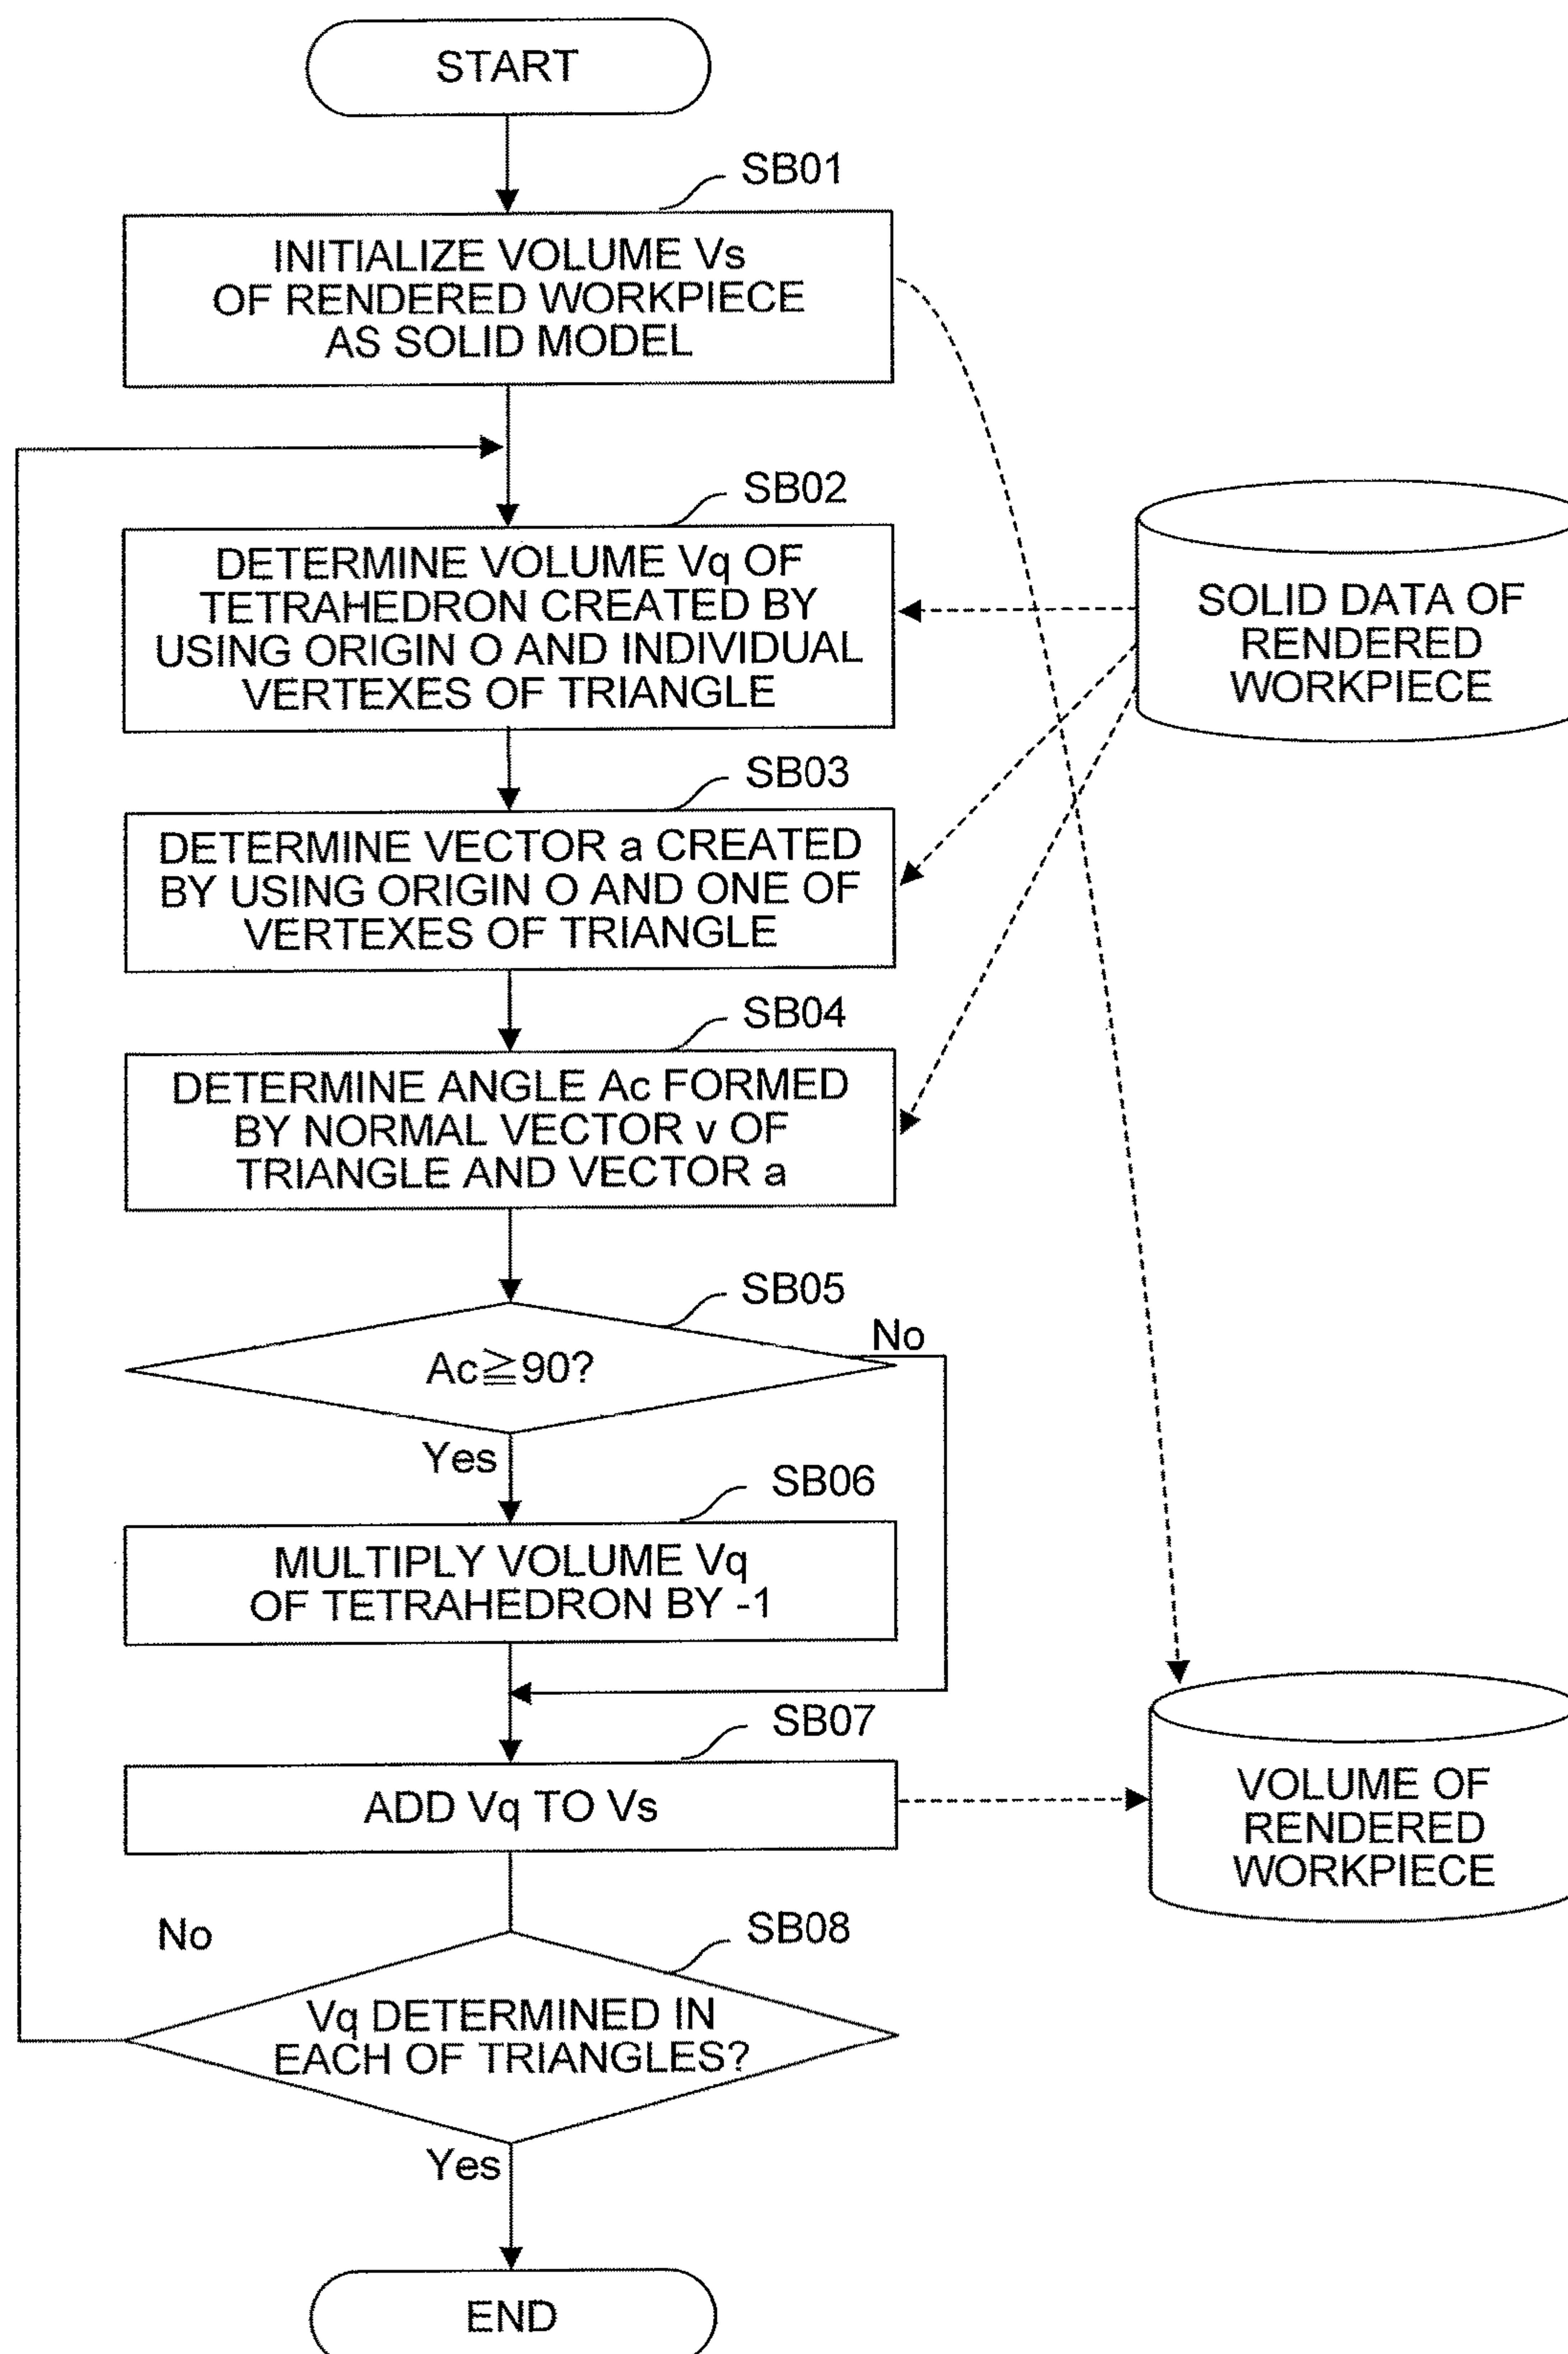 START
SB01
INITIALIZE VOLUME Vs
OF RENDERED WORKPIECE
AS SOLID MODEL
SB02
DETERMINE VOLUME Vq OF
TETRAHEDRON CREATED BY
USING ORIGIN O AND INDIVIDUAL
VERTEXES OF TRIANGLE
SOLID DATA OF
RENDERED
WORKPIECE
SB03
DETERMINE VECTOR a CREATED
BY USING ORIGIN O AND ONE OF
VERTEXES OF TRIANGLE
SB04
DETERMINE ANGLE Ac FORMED
BY NORMAL VECTOR v OF
TRIANGLE AND VECTOR a
SB05
Ac≧90?
No
Yes
SB06
MULTIPLY VOLUME Vq
OF TETRAHEDRON BY -1
SB07
ADD Vq TO Vs
VOLUME OF
RENDERED
WORKPIECE
SB08
No
Vq DETERMINED IN
EACH OF TRIANGLES?
Yes
END